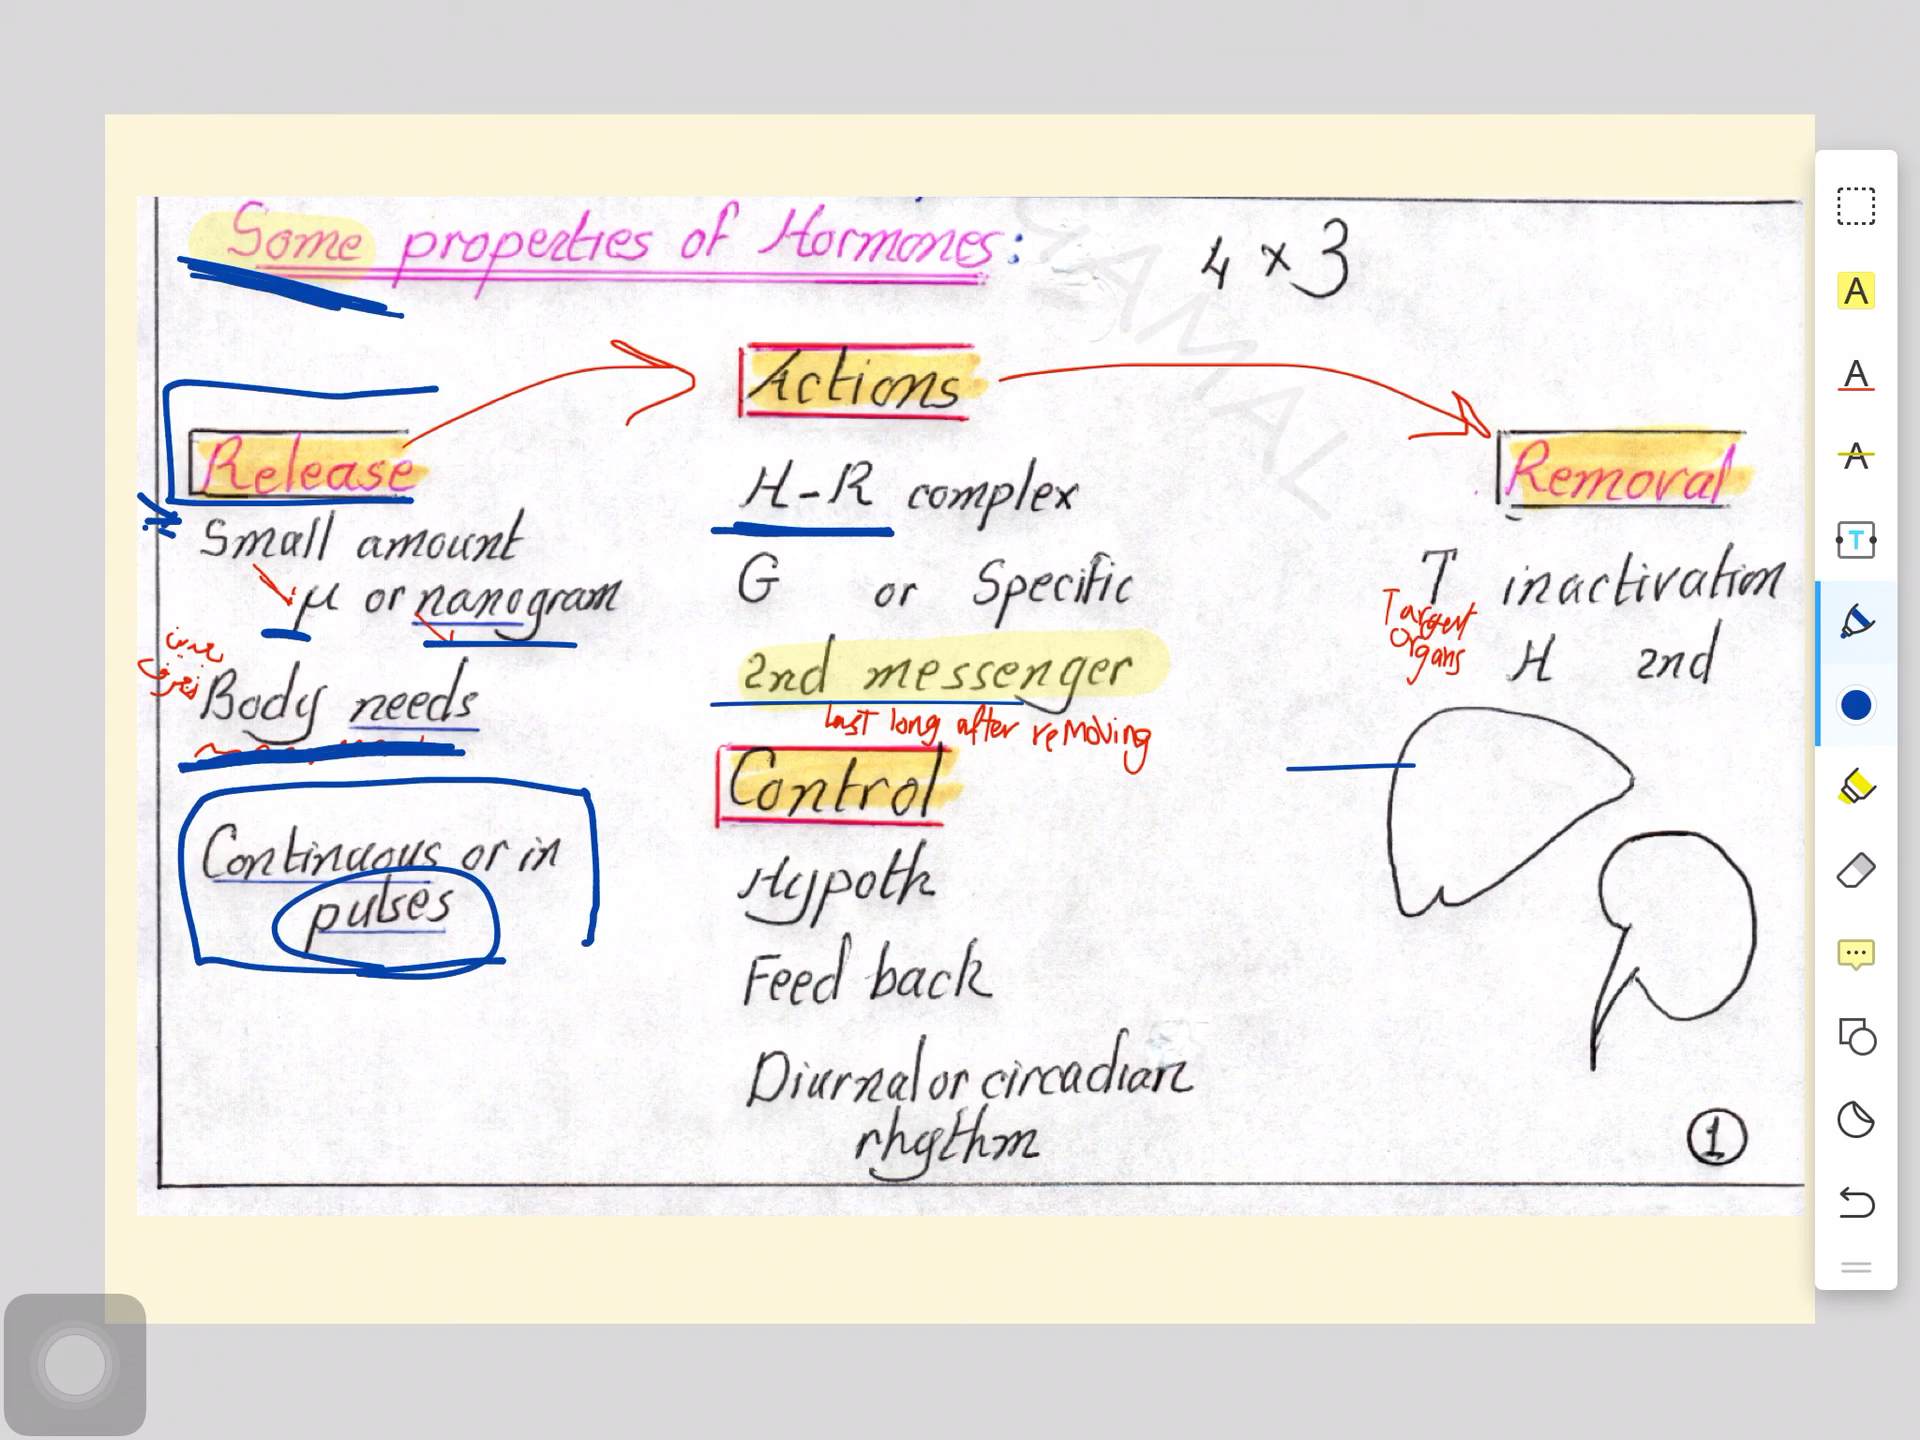 Some properties of Hormones:
4 × 3
Release
Small amount
μ or nanogram
Body needs
Continuous or in
pulses
Actions
H-R complex
G or Specific
2nd messenger
last long after removing
Control
Hypoth
Feed back
Diurnal or circadian
rhythm
Removal
T inactivation
Target
organs
H 2nd
1
GAMAL
A
A
A
T